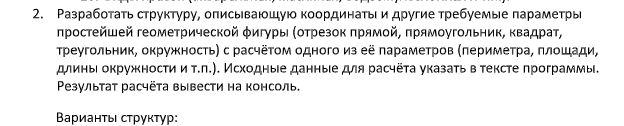 2. Разработать структуру, описывающую координаты и другие требуемые параметры
простейшей геометрической фигуры (отрезок прямой, прямоугольник, квадрат,
треугольник, окружность) с расчётом одного из её параметров (периметра, площади,
длины окружности и т.п.). Исходные данные для расчёта указать в тексте программы.
Результат расчёта вывести на консоль.
Варианты структур: